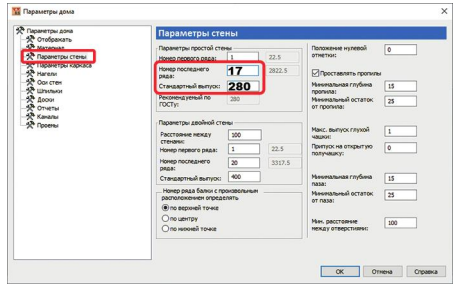 Параметры дома
Параметры дома
Отображать
Материал
Параметры стены
Параметры каркаса
Нагели
Оси стен
Шпильки
Доски
Отчеты
Каналы
Проемы
Параметры стены
Параметры простой стены
Номер первого ряда: 1 22.5
Номер последнего ряда: 17 2822.5
Стандартный выпуск: 280
Рекомендуемый по ГОСТу: 280
Параметры двойной стены
Расстояние между стенами: 100
Номер первого ряда: 1 22.5
Номер последнего ряда: 20 3317.5
Стандартный выпуск: 400
Номер ряда балки с произвольным
расположением определять
по верхней точке
по центру
по нижней точке
Положение нулевой отметки: 0
Проставлять пропилы
Минимальная глубина пропила: 15
Минимальный остаток от пропила: 25
Макс. выпуск глухой чашки: 1
Припуск на открытую получашку: 0
Минимальная глубина паза: 15
Минимальный остаток от паза: 25
Мин. расстояние между отверстиями: 100
OK Отмена Справка